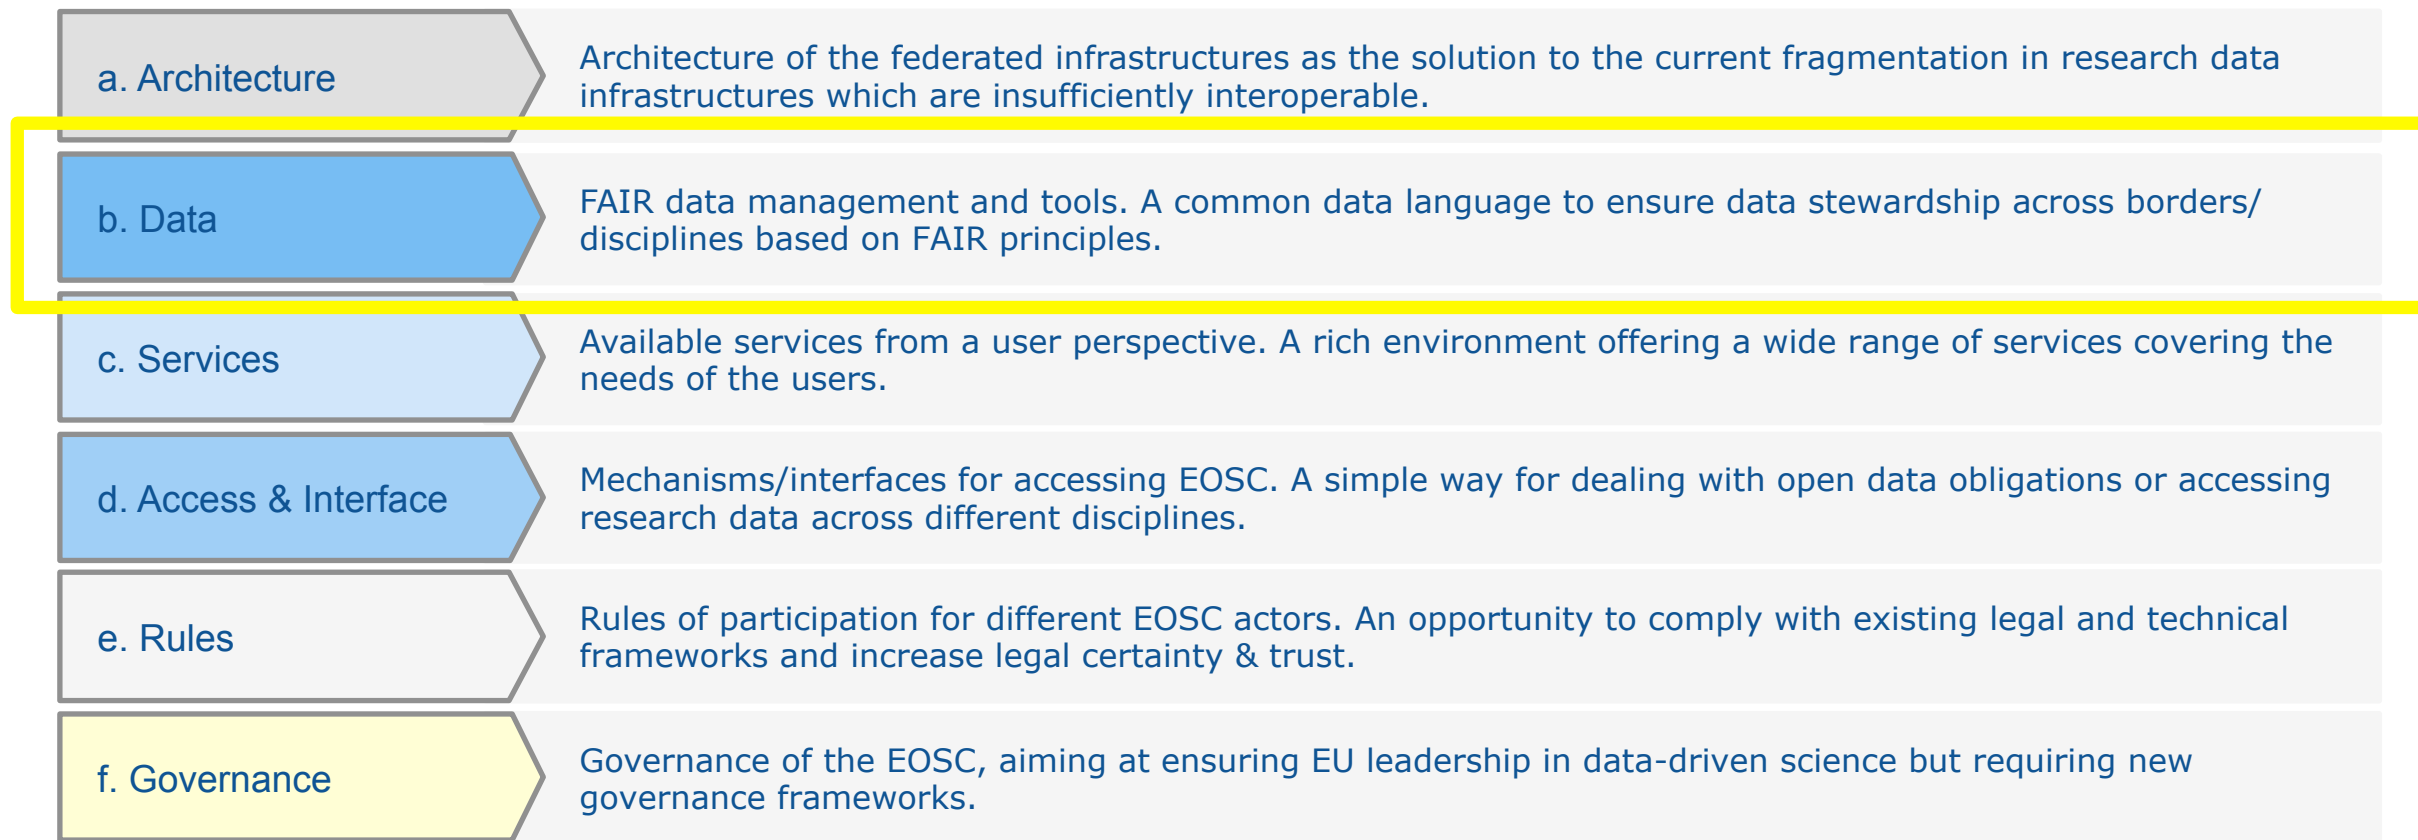 a. Architecture
Architecture of the federated infrastructures as the solution to the current fragmentation in research data
infrastructures which are insufficiently interoperable.
b. Data
FAIR data management and tools. A common data language to ensure data stewardship across borders/
disciplines based on FAIR principles.
c. Services
Available services from a user perspective. A rich environment offering a wide range of services covering the
needs of the users.
d. Access & Interface
Mechanisms/interfaces for accessing EOSC. A simple way for dealing with open data obligations or accessing
research data across different disciplines.
e. Rules
Rules of participation for different EOSC actors. An opportunity to comply with existing legal and technical
frameworks and increase legal certainty & trust.
f. Governance
Governance of the EOSC, aiming at ensuring EU leadership in data-driven science but requiring new
governance frameworks.